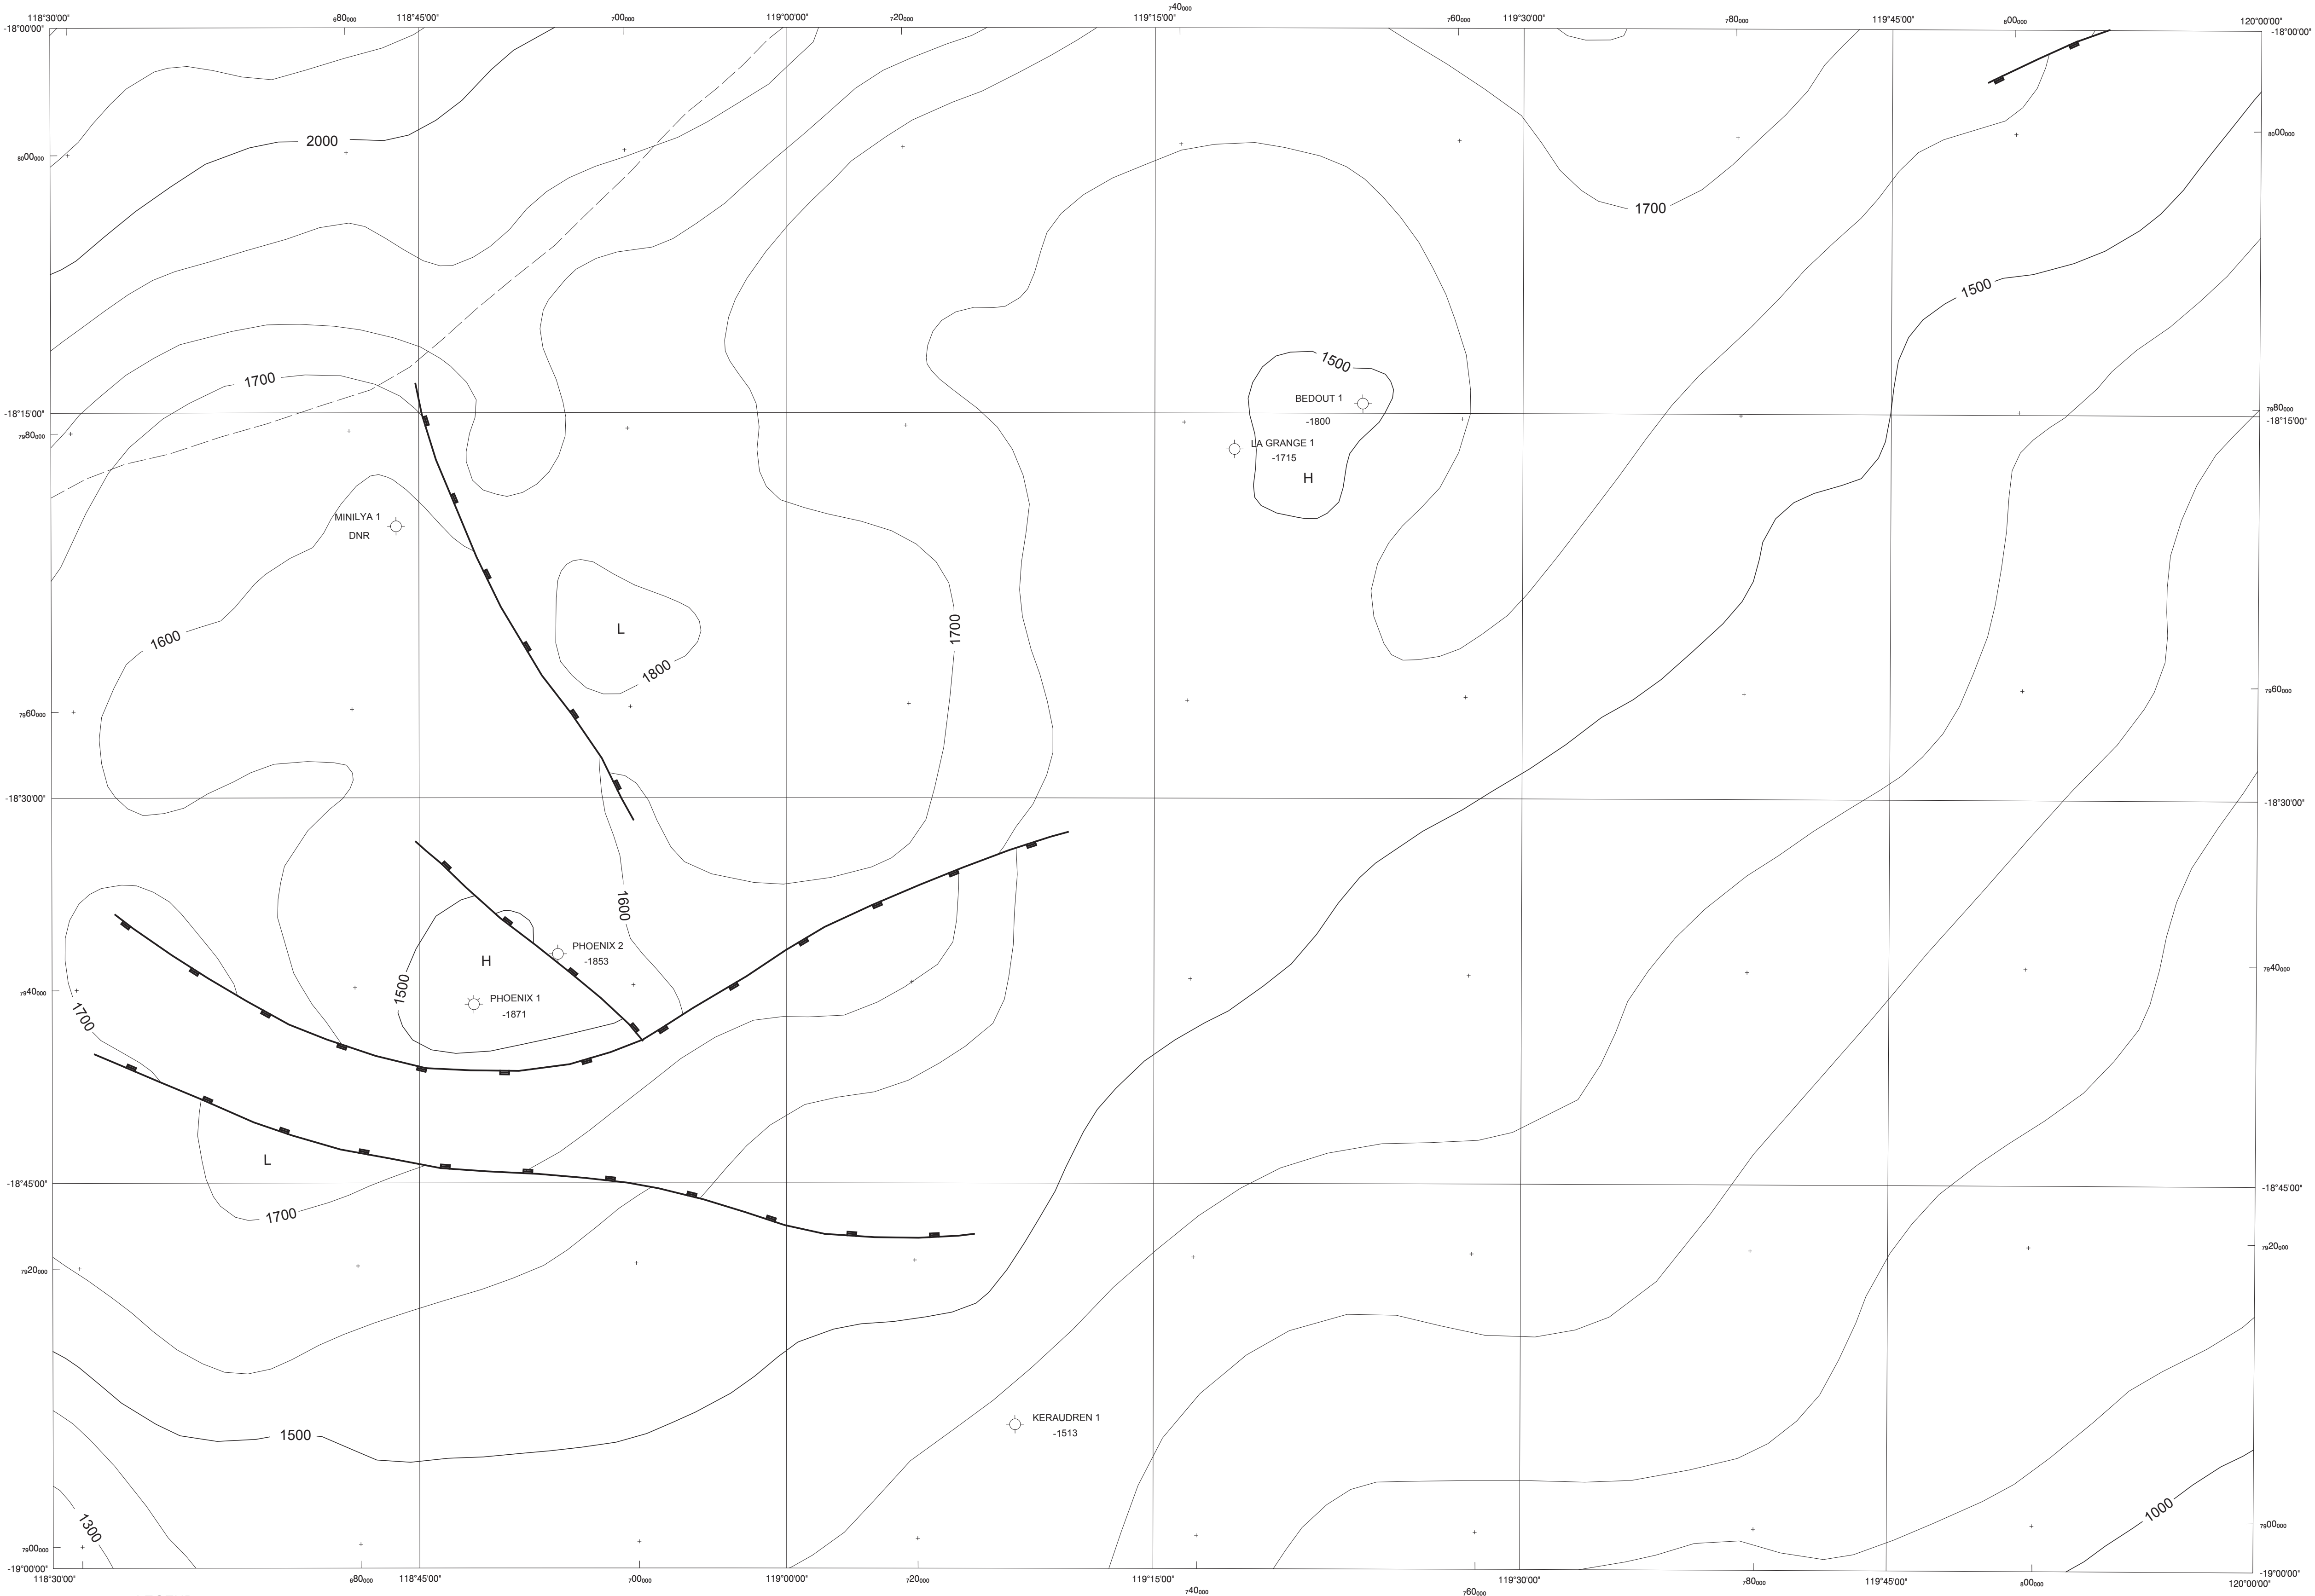 740000
118°30'00" 680000 118°45'00" 700000 119°00'00" 720000 119°15'00" 760000 119°30'00" 780000 119°45'00" 800000 120°00'00"
-18°00'00" -18°00'00"
2000
8000000 8000000
1700
1500
1500
1700
BEDOUT 1
-1800
7980000
-18°15'00" -18°15'00"
7980000
LA GRANGE 1
-1715
H
MINILYA 1
DNR
1600
L
1700
1800
7960000 7960000
-18°30'00" -18°30'00"
1600
PHOENIX 2
-1853
H
1500
7940000 7940000
PHOENIX 1
-1871
1700
L
-18°45'00" -18°45'00"
1700
7920000 7920000
KERAUDREN 1
-1513
1500
1000
1300
7900000 7900000
-19°00'00" -19°00'00"
118°30'00" 680000 118°45'00" 700000 119°00'00" 720000 119°15'00" 740000 119°30'00" 760000 780000 119°45'00" 800000 120°00'00"